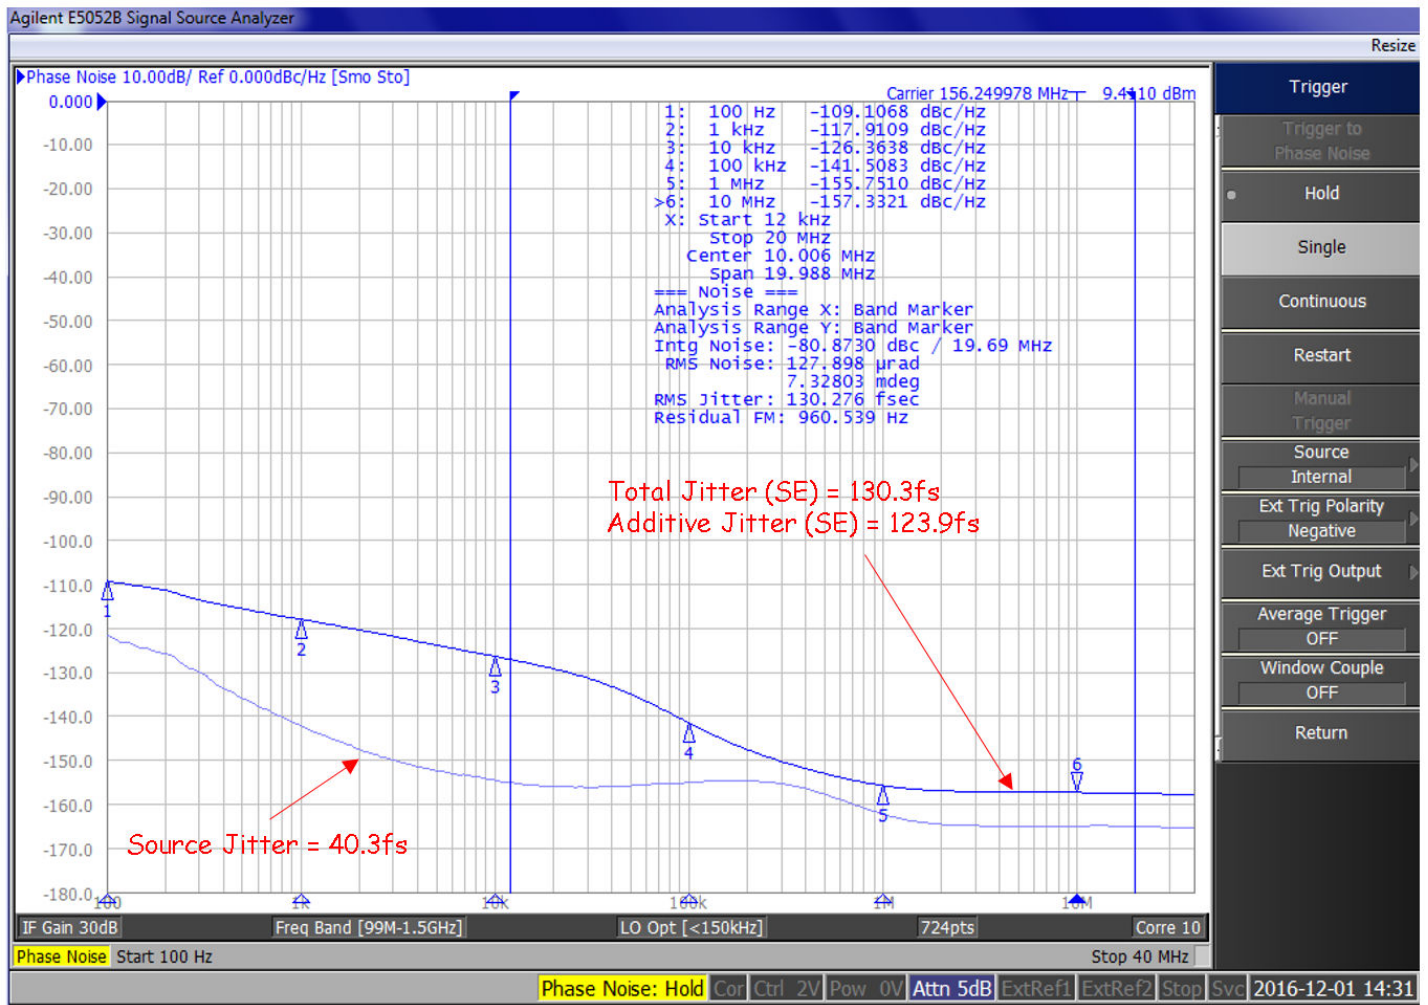 Agilent E5052B Signal Source Analyzer
Resize
Phase Noise 10.00dB/ Ref 0.000dBc/Hz [Smo Sto]
Carrier 156.249978 MHz 9.4110 dBm
1: 100 Hz -109.1068 dBc/Hz
2: 1 kHz -117.9109 dBc/Hz
3: 10 kHz -126.3638 dBc/Hz
4: 100 kHz -141.5083 dBc/Hz
5: 1 MHz -155.7510 dBc/Hz
>6: 10 MHz -157.3321 dBc/Hz
X: Start 12 kHz
Stop 20 MHz
Center 10.006 MHz
Span 19.988 MHz
=== Noise ===
Analysis Range X: Band Marker
Analysis Range Y: Band Marker
Intg Noise: -80.8730 dBc / 19.69 MHz
RMS Noise: 127.898 µrad
7.32803 mdeg
RMS Jitter: 130.276 fsec
Residual FM: 960.539 Hz
0.000
-10.00
-20.00
-30.00
-40.00
-50.00
-60.00
-70.00
-80.00
-90.00
-100.0
-110.0
-120.0
-130.0
-140.0
-150.0
-160.0
-170.0
-180.0
Total Jitter (SE) = 130.3fs
Additive Jitter (SE) = 123.9fs
1
2
3
4
5
6
Source Jitter = 40.3fs
100
1k
10k
100k
1M
10M
IF Gain 30dB
Freq Band [99M-1.5GHz]
LO Opt [<150kHz]
724pts
Corre 10
Phase Noise Start 100 Hz
Stop 40 MHz
Trigger
Trigger to
Phase Noise
Hold
Single
Continuous
Restart
Manual
Trigger
Source
Internal
Ext Trig Polarity
Negative
Ext Trig Output
Average Trigger
OFF
Window Couple
OFF
Return
Phase Noise: Hold
Cor
Ctrl 2V
Pow 0V
Attn 5dB
ExtRef1
ExtRef2
Stop
Svc
2016-12-01 14:31